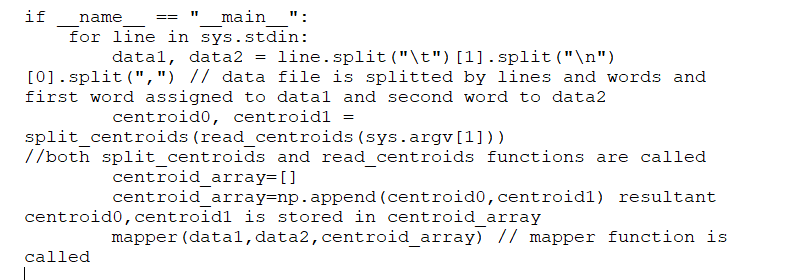 if __name__ == "__main__":
    for line in sys.stdin:
        data1, data2 = line.split("\t")[1].split("\n")
[0].split(",") // data file is splitted by lines and words and
first word assigned to data1 and second word to data2
        centroid0, centroid1 =
split_centroids(read_centroids(sys.argv[1]))
//both split_centroids and read_centroids functions are called
        centroid_array=[]
        centroid_array=np.append(centroid0,centroid1) resultant
centroid0,centroid1 is stored in centroid_array
        mapper(data1,data2,centroid_array) // mapper function is
called